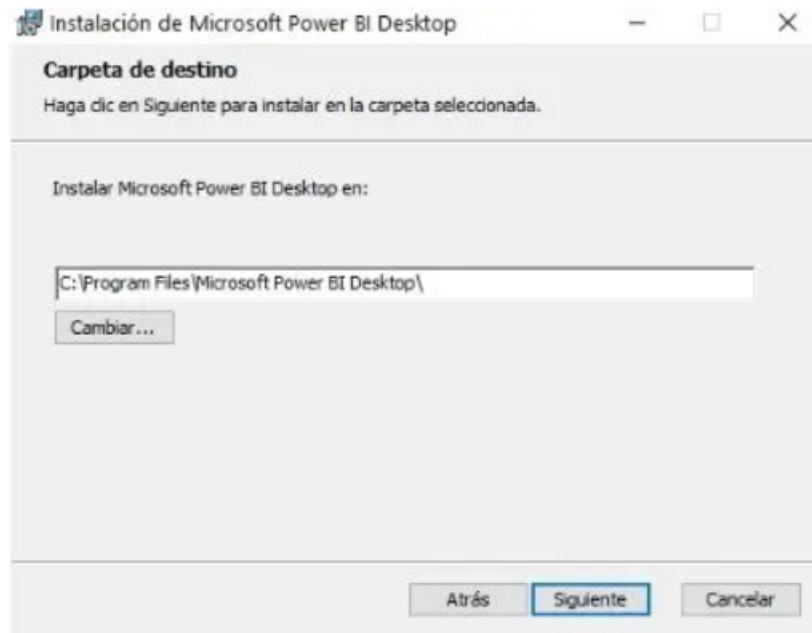 Instalación de Microsoft Power BI Desktop
Carpeta de destino
Haga clic en Siguiente para instalar en la carpeta seleccionada.
Instalar Microsoft Power BI Desktop en:
C:\Program Files\Microsoft Power BI Desktop\
Cambiar...
Atrás Siguiente Cancelar